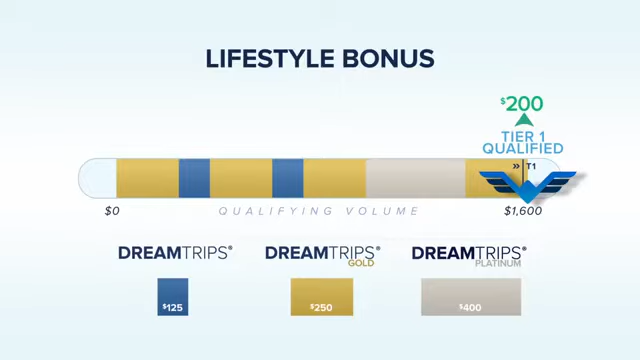 LIFESTYLE BONUS
$200
TIER 1
QUALIFIED
» T1
$0 QUALIFYING VOLUME $1,600
DREAMTRIPS® DREAMTRIPS® DREAMTRIPS®
GOLD PLATINUM
$125 $250 $400